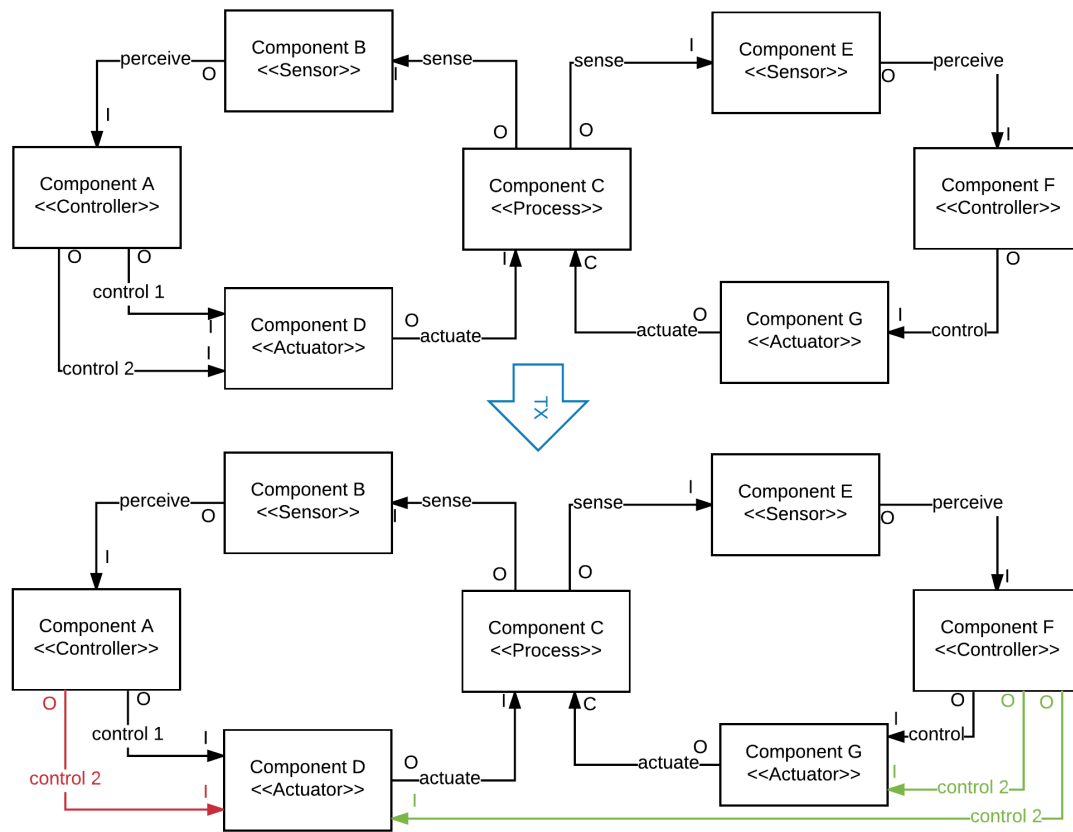 Component B
<<Sensor>>
perceive
O
I
sense
I
sense
I
Component E
<<Sensor>>
O
perceive
I
O
O
Component A
<<Controller>>
Component C
<<Process>>
Component F
<<Controller>>
O
O
I
C
O
control 1
I
Component D
<<Actuator>>
O
actuate
actuate
O
Component G
<<Actuator>>
I
control
I
control 2
TX
Component B
<<Sensor>>
perceive
O
I
sense
I
sense
I
Component E
<<Sensor>>
O
perceive
I
O
O
Component A
<<Controller>>
Component C
<<Process>>
Component F
<<Controller>>
O
O
I
C
O
O
O
control 1
I
Component D
<<Actuator>>
O
actuate
actuate
O
Component G
<<Actuator>>
I
control
control 2
I
I
I
control 2
control 2